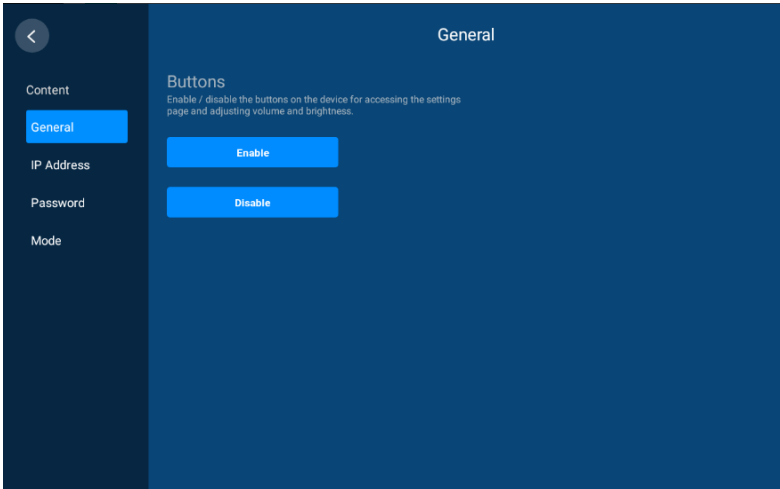 General
Content
General
IP Address
Password
Mode
Buttons
Enable / disable the buttons on the device for accessing the settings
page and adjusting volume and brightness.
Enable
Disable